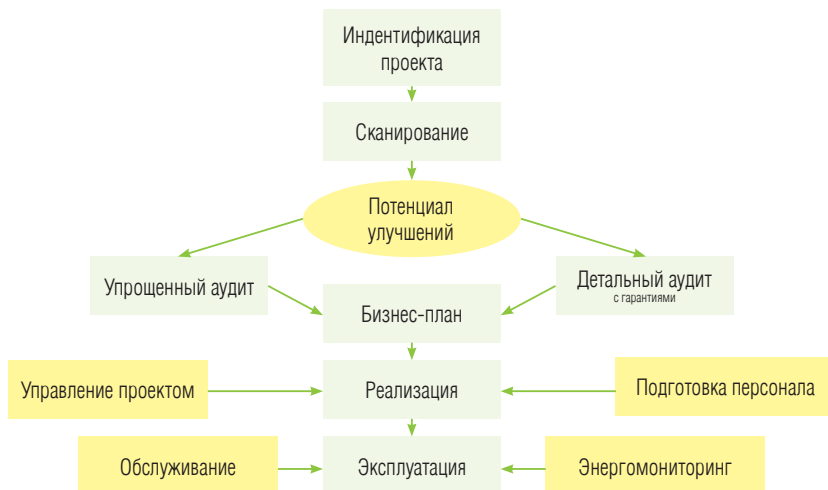 Индентификация
проекта
Сканирование
Потенциал
улучшений
Упрощенный аудит
Детальный аудит
с гарантиями
Бизнес-план
Управление проектом
Реализация
Подготовка персонала
Обслуживание
Эксплуатация
Энергомониторинг